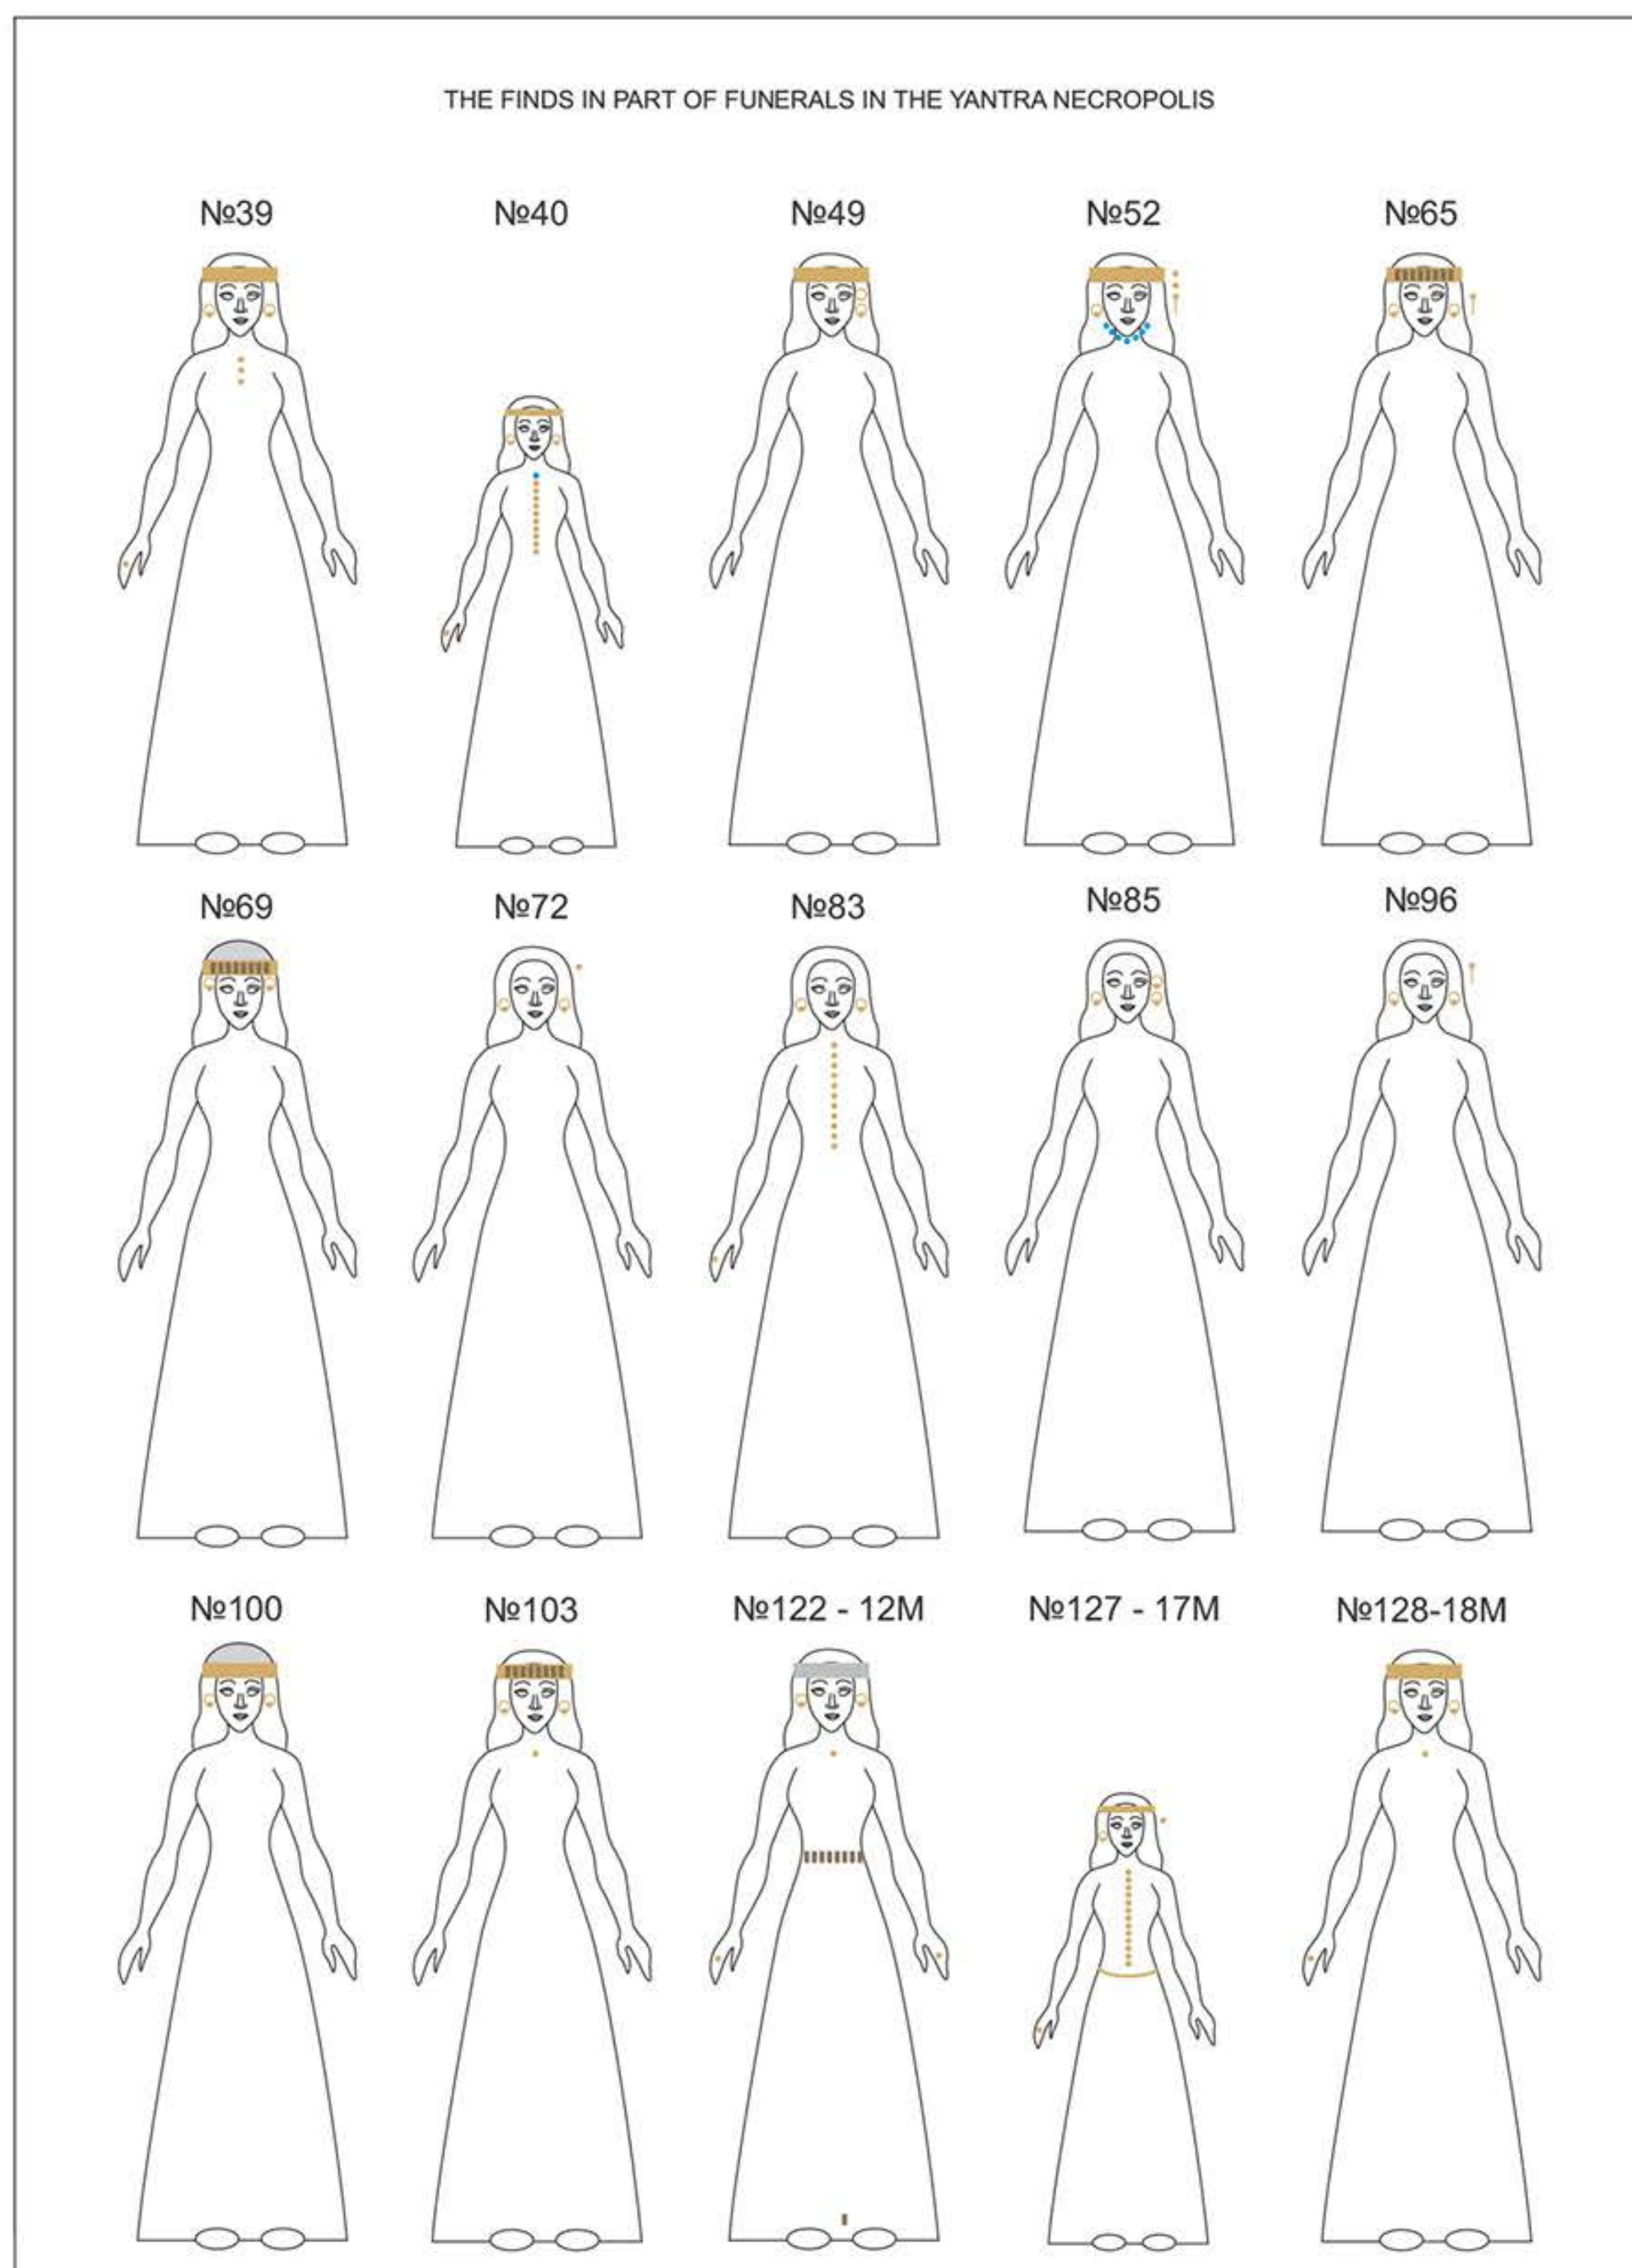 THE FINDS IN PART OF FUNERALS IN THE YANTRA NECROPOLIS
№39 №40 №49 №52 №65
№69 №72 №83 №85 №96
№100 №103 №122 - 12M №127 - 17M №128-18M